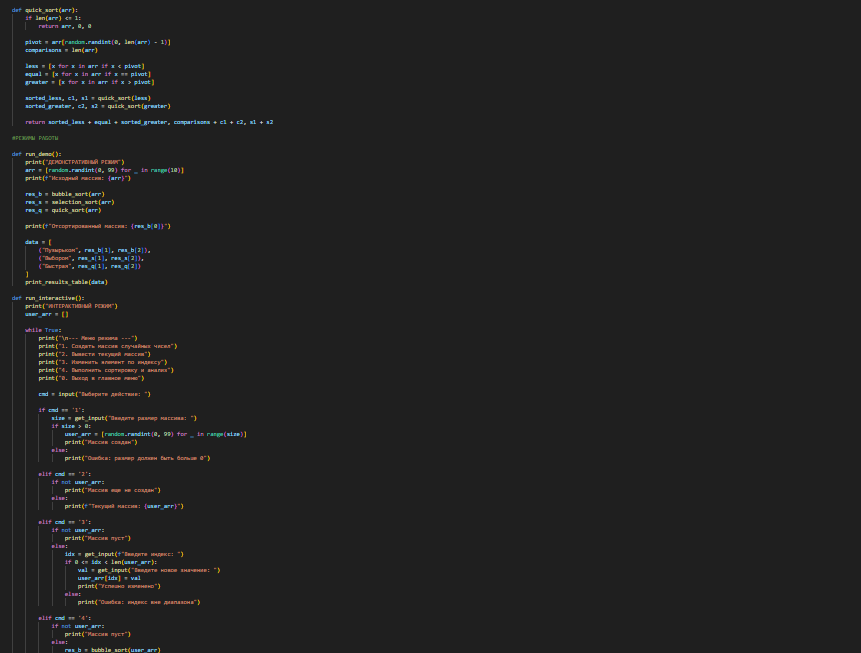 def quick_sort(arr):
    if len(arr) <= 1:
        return arr, 0, 0
    pivot = arr[random.randint(0, len(arr) - 1)]
    comparisons = len(arr)
    less = [x for x in arr if x < pivot]
    equal = [x for x in arr if x == pivot]
    greater = [x for x in arr if x > pivot]
    sorted_less, c1, s1 = quick_sort(less)
    sorted_greater, c2, s2 = quick_sort(greater)
    return sorted_less + equal + sorted_greater, comparisons + c1 + c2, s1 + s2
#РЕЖИМЫ РАБОТЫ
def run_demo():
    print("ДЕМОНСТРАТИВНЫЙ РЕЖИМ")
    arr = [random.randint(0, 99) for _ in range(10)]
    print(f"Исходный массив: {arr}")
    res_b = bubble_sort(arr)
    res_s = selection_sort(arr)
    res_q = quick_sort(arr)
    print(f"Отсортированный массив: {res_b[0]}")
    data = [
        ("Пузырьком", res_b[1], res_b[2]),
        ("Выбором", res_s[1], res_s[2]),
        ("Быстрая", res_q[1], res_q[2])
    ]
    print_results_table(data)
def run_interactive():
    print("ИНТЕРАКТИВНЫЙ РЕЖИМ")
    user_arr = []
    while True:
        print("\n--- Меню режима ---")
        print("1. Создать массив случайных чисел")
        print("2. Вывести текущий массив")
        print("3. Изменить элемент по индексу")
        print("4. Выполнить сортировку и анализ")
        print("0. Выход в главное меню")
        cmd = input("Выберите действие: ")
        if cmd == '1':
            size = get_input("Введите размер массива: ")
            if size > 0:
                user_arr = [random.randint(0, 99) for _ in range(size)]
                print("Массив создан")
            else:
                print("Ошибка: размер должен быть больше 0")
        elif cmd == '2':
            if not user_arr:
                print("Массив еще не создан")
            else:
                print(f"Текущий массив: {user_arr}")
        elif cmd == '3':
            if not user_arr:
                print("Массив пуст")
            else:
                idx = get_input(f"Введите индекс: ")
                if 0 <= idx < len(user_arr):
                    val = get_input("Введите новое значение: ")
                    user_arr[idx] = val
                    print("Успешно изменено")
                else:
                    print("Ошибка: индекс вне диапазона")
        elif cmd == '4':
            if not user_arr:
                print("Массив пуст")
            else:
                res_b = bubble_sort(user_arr)